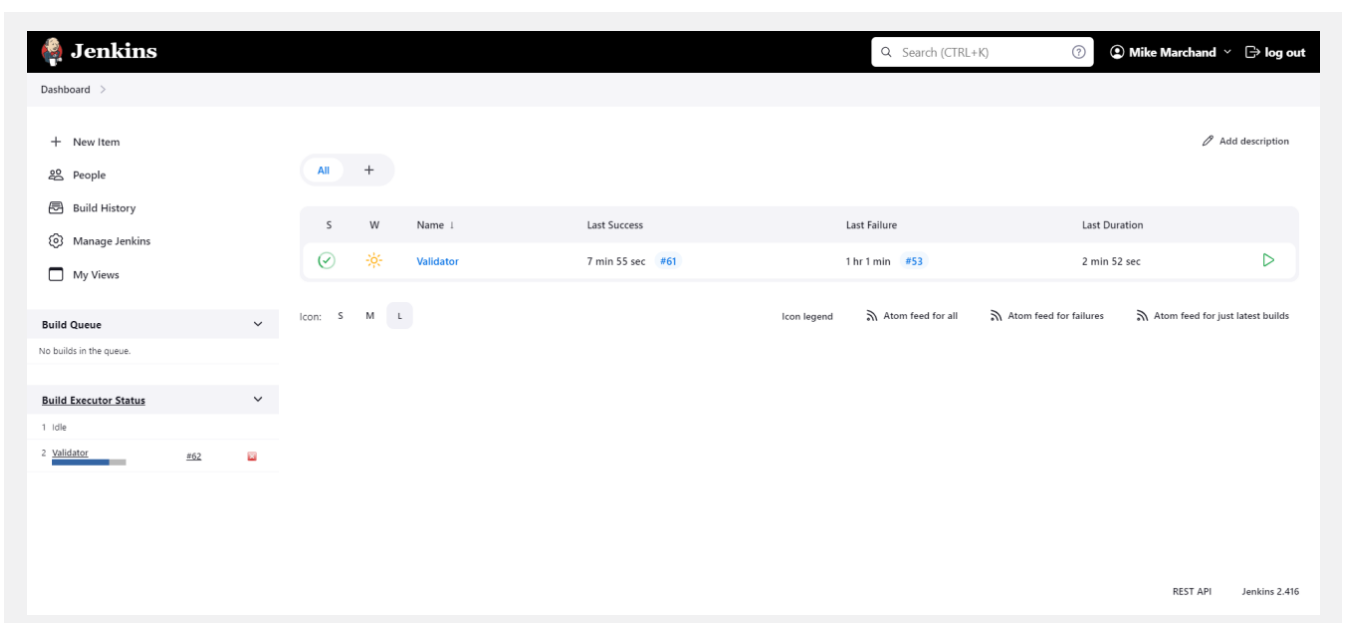 Jenkins
Search (CTRL+K)
Mike Marchand
log out
Dashboard
New Item
People
Build History
Manage Jenkins
My Views
Build Queue
No builds in the queue.
Build Executor Status
1 Idle
2 Validator #62
Add description
All +
S W Name ↓ Last Success Last Failure Last Duration
Validator 7 min 55 sec #61 1 hr 1 min #53 2 min 52 sec
Icon: S M L
Icon legend
Atom feed for all
Atom feed for failures
Atom feed for just latest builds
REST API
Jenkins 2.416